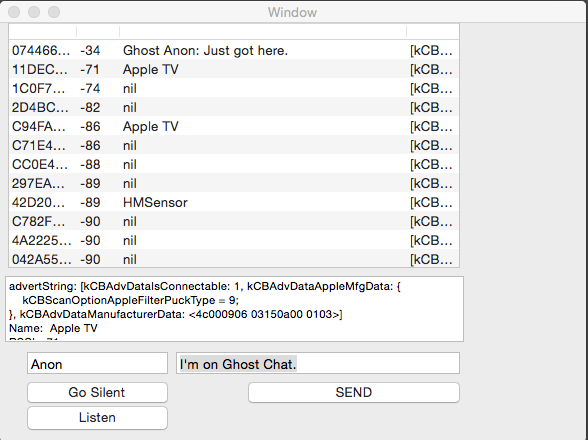 Window
074466... -34 Ghost Anon: Just got here. [kCB...
11DEC... -71 Apple TV [kCB...
1C0F7... -74 nil [kCB...
2D4BC... -82 nil [kCB...
C94FA... -86 Apple TV [kCB...
C71E4... -86 nil [kCB...
CC0E4... -88 nil [kCB...
297EA... -89 nil [kCB...
42D20... -89 HMSensor [kCB...
C782F... -90 nil [kCB...
4A2225... -90 nil [kCB...
042A55... -90 nil [kCB...
advertString: [kCBAdvDataIsConnectable: 1, kCBAdvDataAppleMfgData: {
kCBScanOptionAppleFilterPuckType = 9;
}, kCBAdvDataManufacturerData: <4c000906 03150a00 0103>]
Name: Apple TV
Anon I'm on Ghost Chat.
Go Silent SEND
Listen